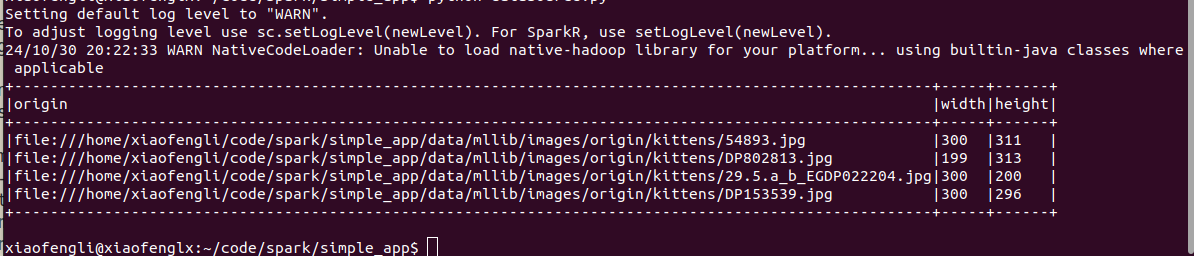 Setting default log level to "WARN".
To adjust logging level use sc.setLogLevel(newLevel). For SparkR, use setLogLevel(newLevel).
24/10/30 20:22:33 WARN NativeCodeLoader: Unable to load native-hadoop library for your platform... using builtin-java classes where
 applicable
+------------------------------------------------------------------------------------------------------+-----+------+
|origin                                                                                                |width|height|
+------------------------------------------------------------------------------------------------------+-----+------+
|file:///home/xiaofengli/code/spark/simple_app/data/mllib/images/origin/kittens/54893.jpg              |300  |311   |
|file:///home/xiaofengli/code/spark/simple_app/data/mllib/images/origin/kittens/DP802813.jpg           |199  |313   |
|file:///home/xiaofengli/code/spark/simple_app/data/mllib/images/origin/kittens/29.5.a_b_EGDP022204.jpg|300  |200   |
|file:///home/xiaofengli/code/spark/simple_app/data/mllib/images/origin/kittens/DP153539.jpg           |300  |296   |
+------------------------------------------------------------------------------------------------------+-----+------+
xiaofengli@xiaofenglx:~/code/spark/simple_app$